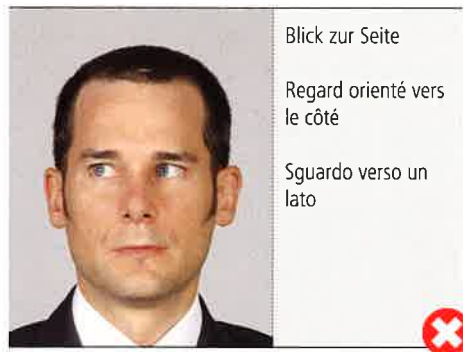 Blick zur Seite
Regard orienté vers
le côté
Sguardo verso un
lato